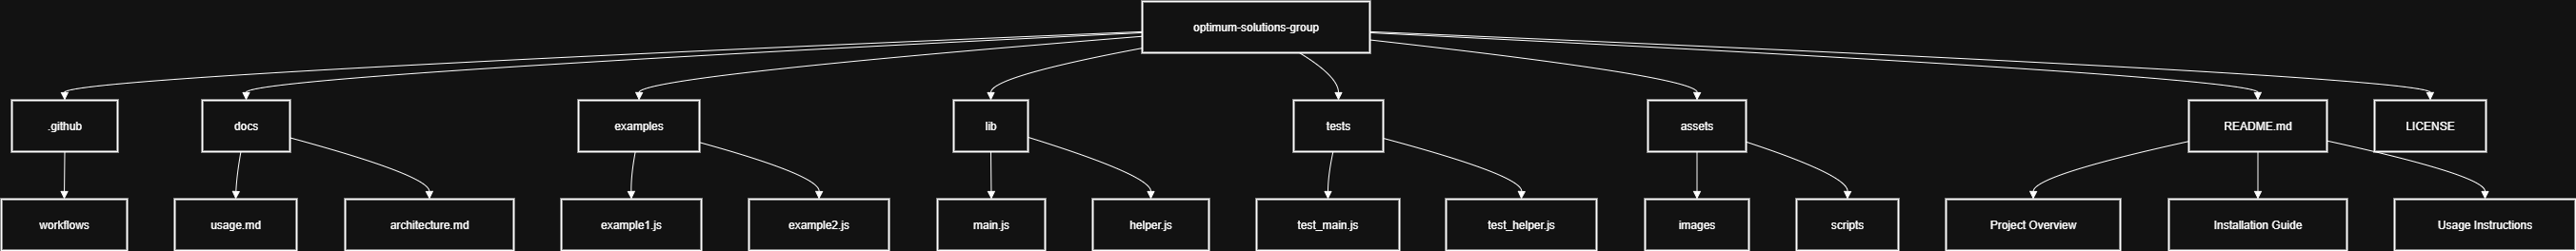 optimum-solutions-group
.github
docs
examples
lib
tests
assets
README.md
LICENSE
workflows
usage.md
architecture.md
example1.js
example2.js
main.js
helper.js
test_main.js
test_helper.js
images
scripts
Project Overview
Installation Guide
Usage Instructions